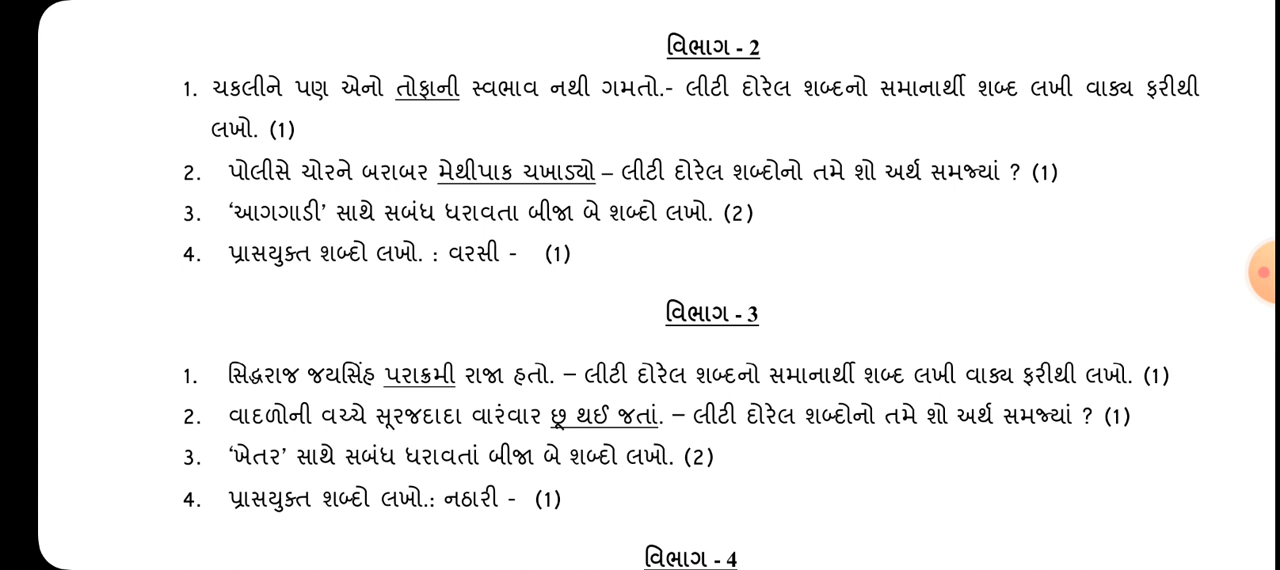 વિભાગ - 2
1. ચકલીને પણ એનો તોફાની સ્વભાવ નથી ગમતો.- લીટી દોરેલ શબ્દનો સમાનાર્થી શબ્દ લખી વાક્ય ફરીથી
લખો. (1)
2. પોલીસે ચોરને બરાબર મેથીપાક ચખાડ્યો – લીટી દોરેલ શબ્દોનો તમે શો અર્થ સમજ્યાં ? (1)
3. ‘આગગાડી’ સાથે સબંધ ધરાવતા બીજા બે શબ્દો લખો. (2)
4. પ્રાસયુક્ત શબ્દો લખો. : વરસી - (1)
વિભાગ - 3
1. સિદ્ધરાજ જયસિંહ પરાક્રમી રાજા હતો. – લીટી દોરેલ શબ્દનો સમાનાર્થી શબ્દ લખી વાક્ય ફરીથી લખો. (1)
2. વાદળોની વચ્ચે સૂરજદાદા વારંવાર છૂ થઈ જતાં. – લીટી દોરેલ શબ્દોનો તમે શો અર્થ સમજ્યાં ? (1)
3. ‘ખેતર’ સાથે સબંધ ધરાવતાં બીજા બે શબ્દો લખો. (2)
4. પ્રાસયુક્ત શબ્દો લખો.: નઠારી - (1)
વિભાગ - 4